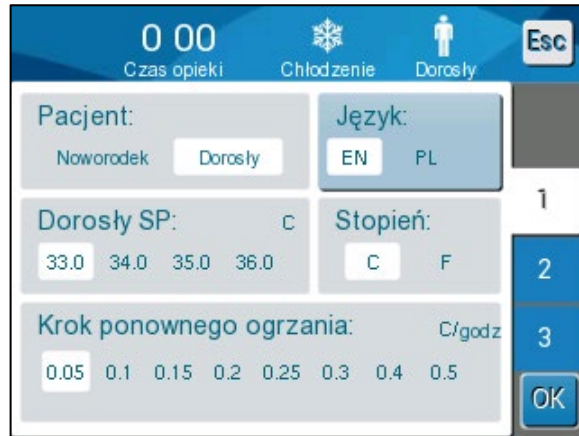 0 00
Czas opieki
Chłodzenie
Dorosły
Esc
Pacjent:
Noworodek Dorosły
Język:
EN PL
Dorosły SP: C
33.0 34.0 35.0 36.0
Stopień:
C F
Krok ponownego ogrzania: C/godz
0.05 0.1 0.15 0.2 0.25 0.3 0.4 0.5
1
2
3
OK